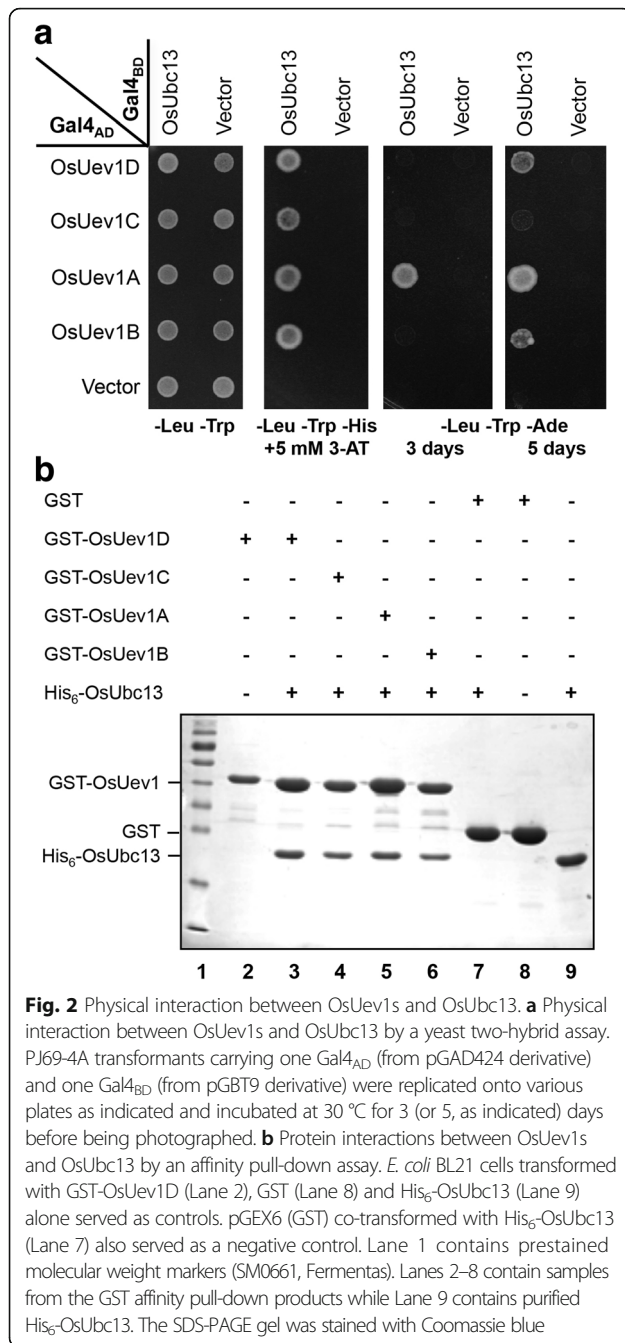 a
Gal4BD
Gal4AD
OsUbc13
Vector
OsUbc13
Vector
OsUbc13
Vector
OsUbc13
Vector
OsUev1D
OsUev1C
OsUev1A
OsUev1B
Vector
-Leu -Trp
-Leu -Trp -His
+5 mM 3-AT
-Leu -Trp -Ade
3 days
5 days
b
GST - - - - - + + -
GST-OsUev1D + + - - - - - -
GST-OsUev1C - - + - - - - -
GST-OsUev1A - - - + - - - -
GST-OsUev1B - - - - + - - -
His6-OsUbc13 - + + + + + - +
GST-OsUev1
GST
His6-OsUbc13
1 2 3 4 5 6 7 8 9
Fig. 2 Physical interaction between OsUev1s and OsUbc13. a Physical
interaction between OsUev1s and OsUbc13 by a yeast two-hybrid assay.
PJ69-4A transformants carrying one Gal4AD (from pGAD424 derivative)
and one Gal4BD (from pGBT9 derivative) were replicated onto various
plates as indicated and incubated at 30 °C for 3 (or 5, as indicated) days
before being photographed. b Protein interactions between OsUev1s
and OsUbc13 by an affinity pull-down assay. E. coli BL21 cells transformed
with GST-OsUev1D (Lane 2), GST (Lane 8) and His6-OsUbc13 (Lane 9)
alone served as controls. pGEX6 (GST) co-transformed with His6-OsUbc13
(Lane 7) also served as a negative control. Lane 1 contains prestained
molecular weight markers (SM0661, Fermentas). Lanes 2–8 contain samples
from the GST affinity pull-down products while Lane 9 contains purified
His6-OsUbc13. The SDS-PAGE gel was stained with Coomassie blue